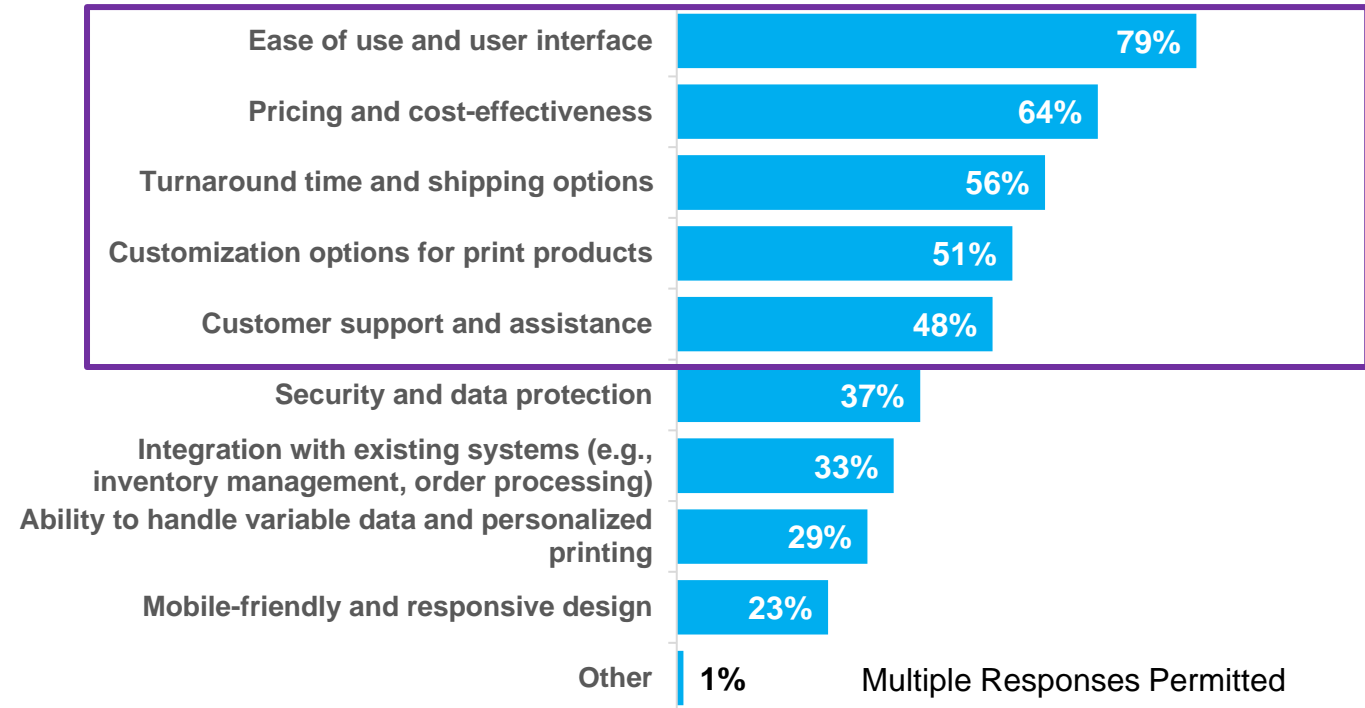 Ease of use and user interface 79%
Pricing and cost-effectiveness 64%
Turnaround time and shipping options 56%
Customization options for print products 51%
Customer support and assistance 48%
Security and data protection 37%
Integration with existing systems (e.g.,
inventory management, order processing) 33%
Ability to handle variable data and personalized
printing 29%
Mobile-friendly and responsive design 23%
Other 1% Multiple Responses Permitted